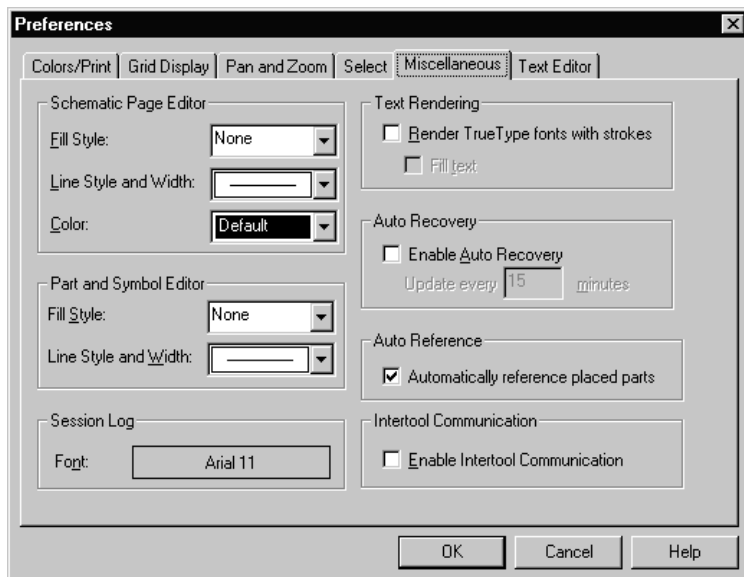 Preferences
Colors/Print Grid Display Pan and Zoom Select Miscellaneous Text Editor
Schematic Page Editor
Fill Style: None
Line Style and Width:
Color: Default
Part and Symbol Editor
Fill Style: None
Line Style and Width:
Session Log
Font: Arial 11
Text Rendering
Render TrueType fonts with strokes
Fill text
Auto Recovery
Enable Auto Recovery
Update every 15 minutes
Auto Reference
Automatically reference placed parts
Intertool Communication
Enable Intertool Communication
OK Cancel Help